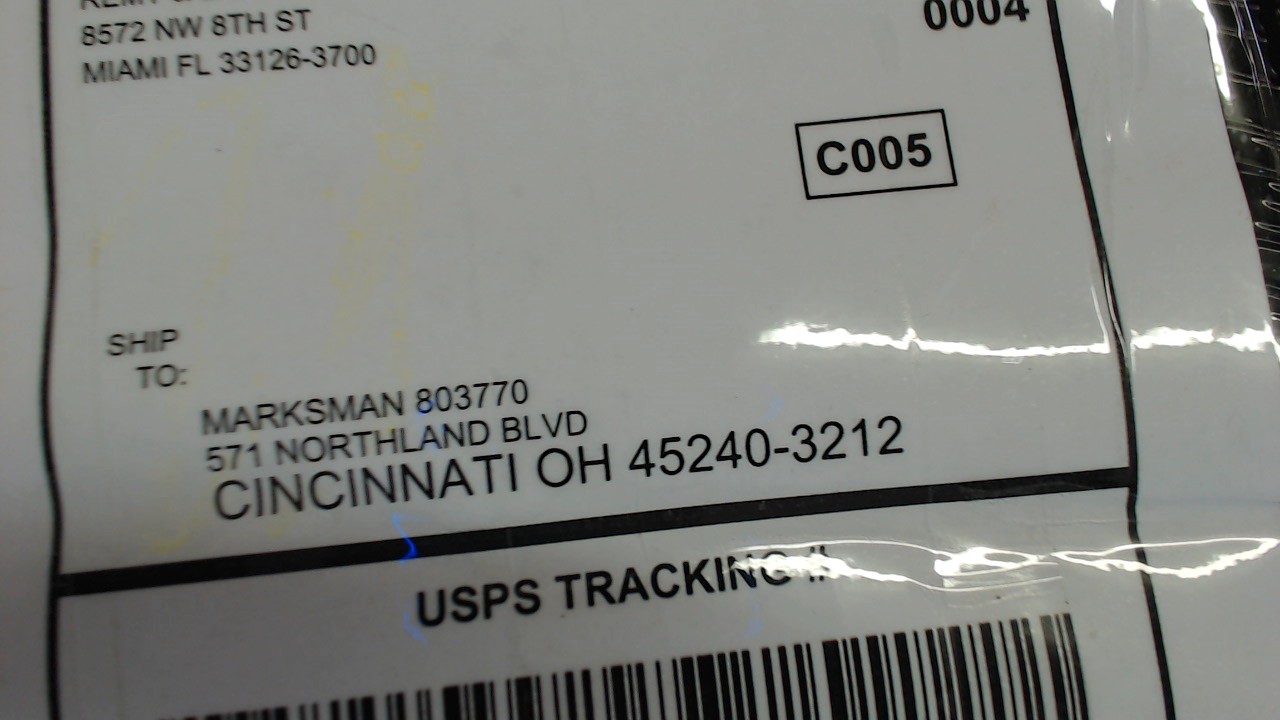 8572 NW 8TH ST
MIAMI FL 33126-3700
0004
C005
SHIP
TO:
MARKSMAN 803770
571 NORTHLAND BLVD
CINCINNATI OH 45240-3212
USPS TRACKING #